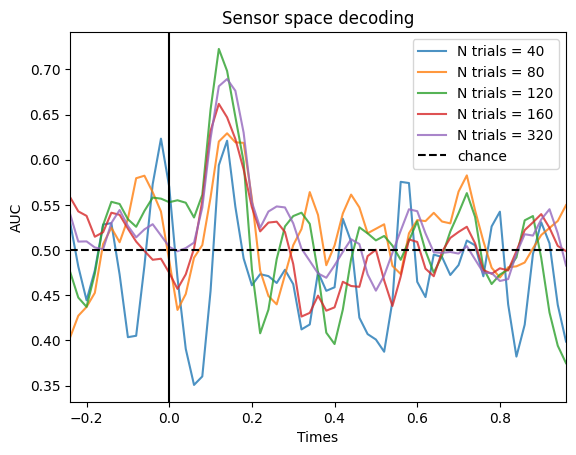 Sensor space decoding
AUC
0.70
0.65
0.60
0.55
0.50
0.45
0.40
0.35
N trials = 40
N trials = 80
N trials = 120
N trials = 160
N trials = 320
chance
−0.2
0.0
0.2
0.4
0.6
0.8
Times